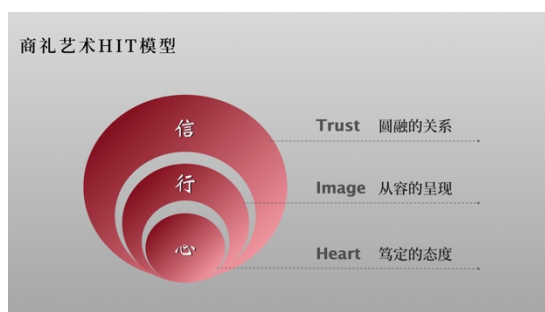 商礼艺术HIT模型
信
Trust 圆融的关系
行
Image 从容的呈现
心
Heart 笃定的态度